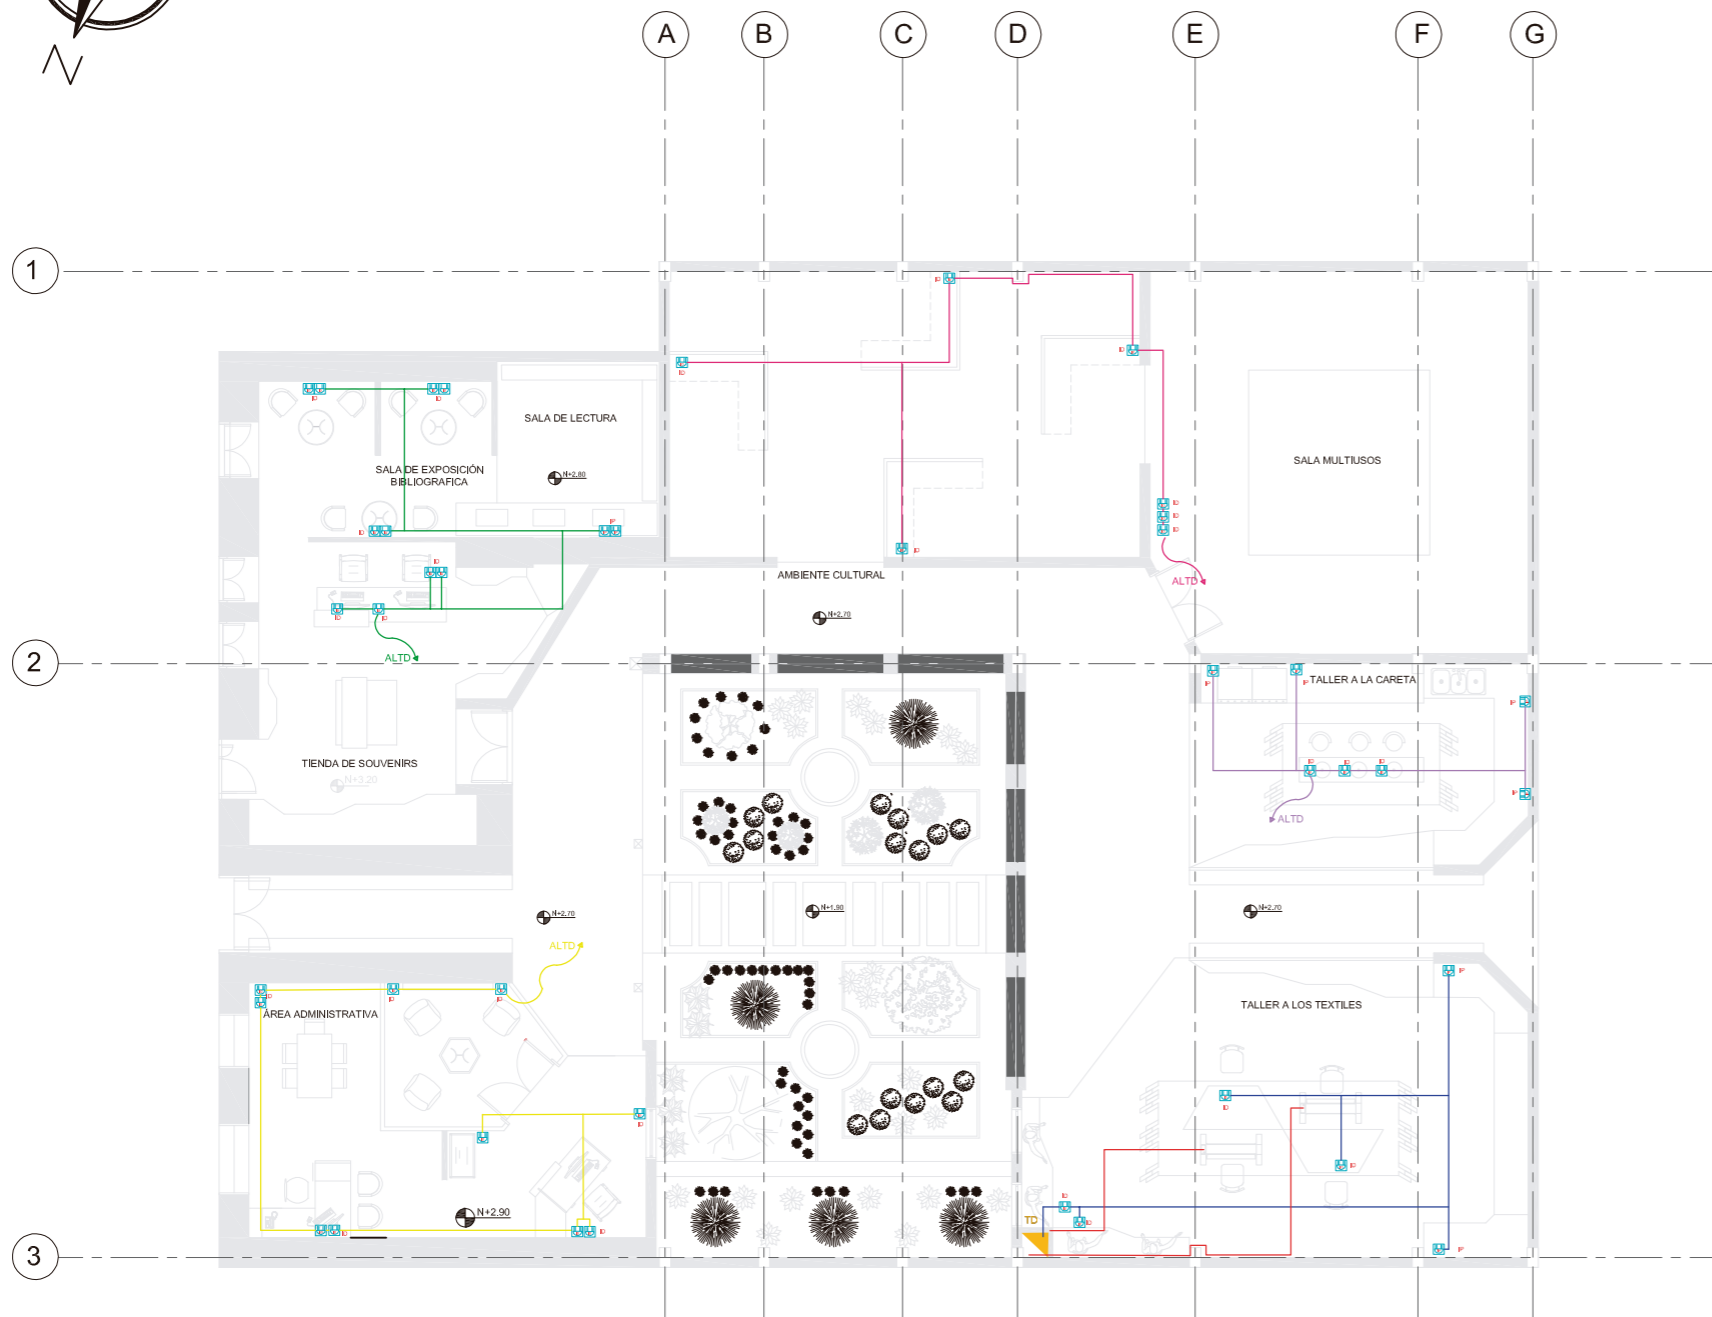 N
A B C D E F G
1
SALA DE LECTURA
SALA DE EXPOSICIÓN
BIBLIOGRAFICA
N+2.80
SALA MULTIUSOS
AMBIENTE CULTURAL
N+2.70
ALTD
ALTD
2
TALLER A LA CARETA
TIENDA DE SOUVENIRS
N+3.20
ALTD
N+2.70
N+1.90
N+2.70
ALTD
ÁREA ADMINISTRATIVA
TALLER A LOS TEXTILES
N+2.90
TD
3